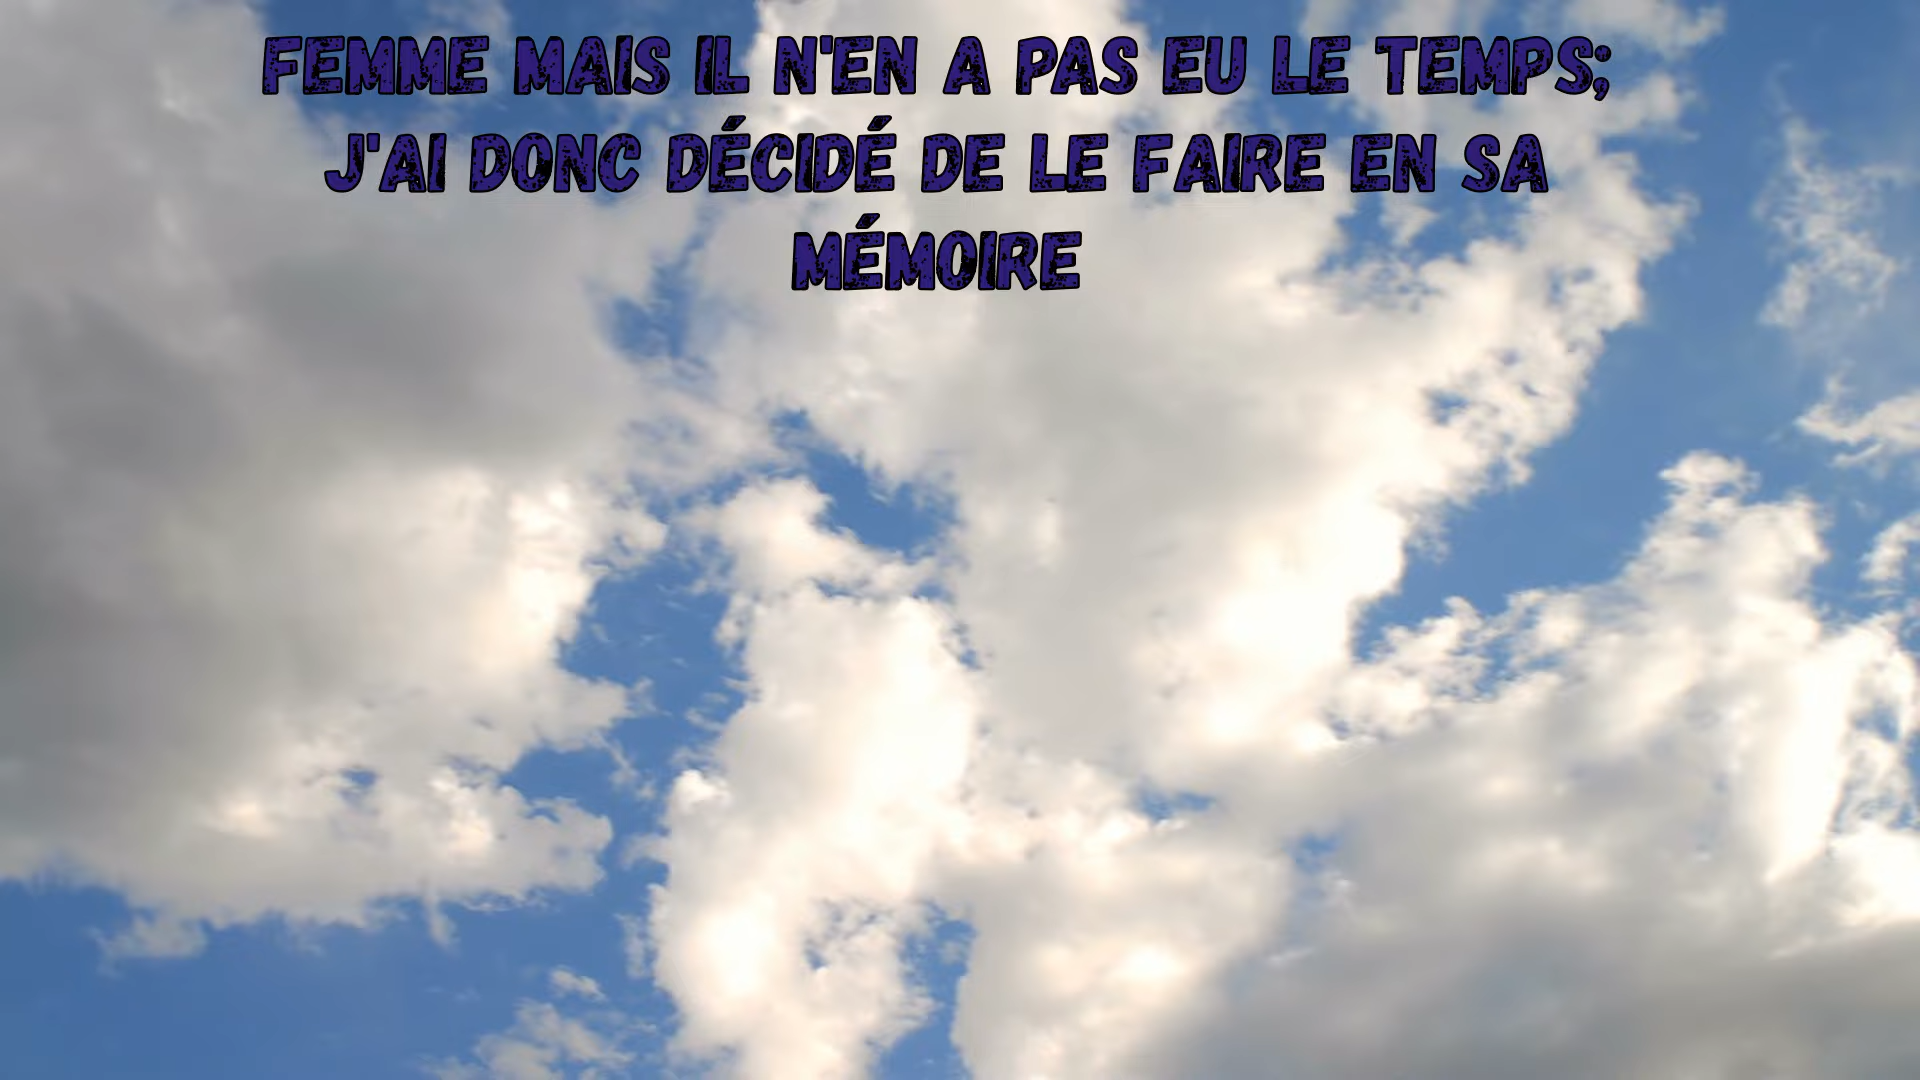 FEMME MAIS IL N'EN A PAS EU LE TEMPS;
J'AI DONC DÉCIDÉ DE LE FAIRE EN SA
MÉMOIRE